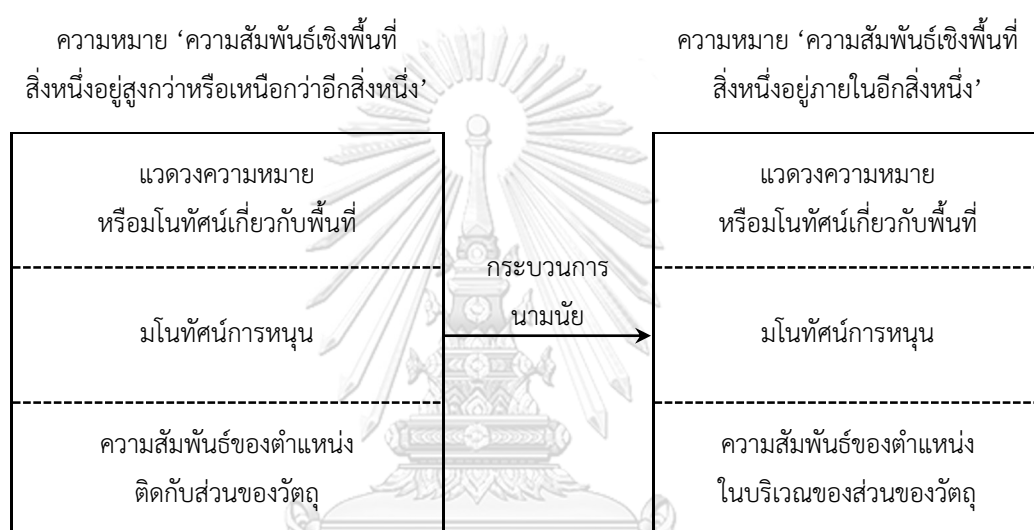 ความหมาย ‘ความสัมพันธ์เชิงพื้นที่
สิ่งหนึ่งอยู่สูงกว่าหรือเหนือกว่าอีกสิ่งหนึ่ง’
ความหมาย ‘ความสัมพันธ์เชิงพื้นที่
สิ่งหนึ่งอยู่ภายในอีกสิ่งหนึ่ง’
แวดวงความหมาย
หรือมโนทัศน์เกี่ยวกับพื้นที่
มโนทัศน์การหนุน
ความสัมพันธ์ของตำแหน่ง
ติดกับส่วนของวัตถุ
กระบวนการ
นามนัย
แวดวงความหมาย
หรือมโนทัศน์เกี่ยวกับพื้นที่
มโนทัศน์การหนุน
ความสัมพันธ์ของตำแหน่ง
ในบริเวณของส่วนของวัตถุ